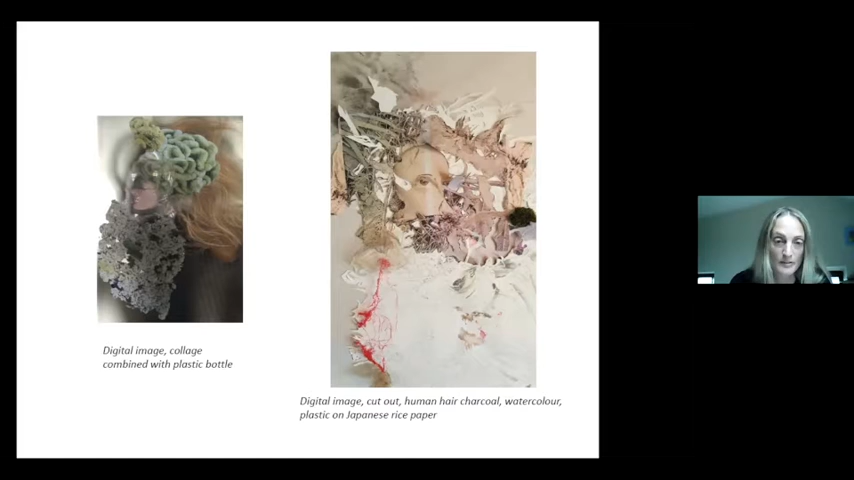 Digital image, collage
combined with plastic bottle
Digital image, cut out, human hair charcoal, watercolour,
plastic on Japanese rice paper